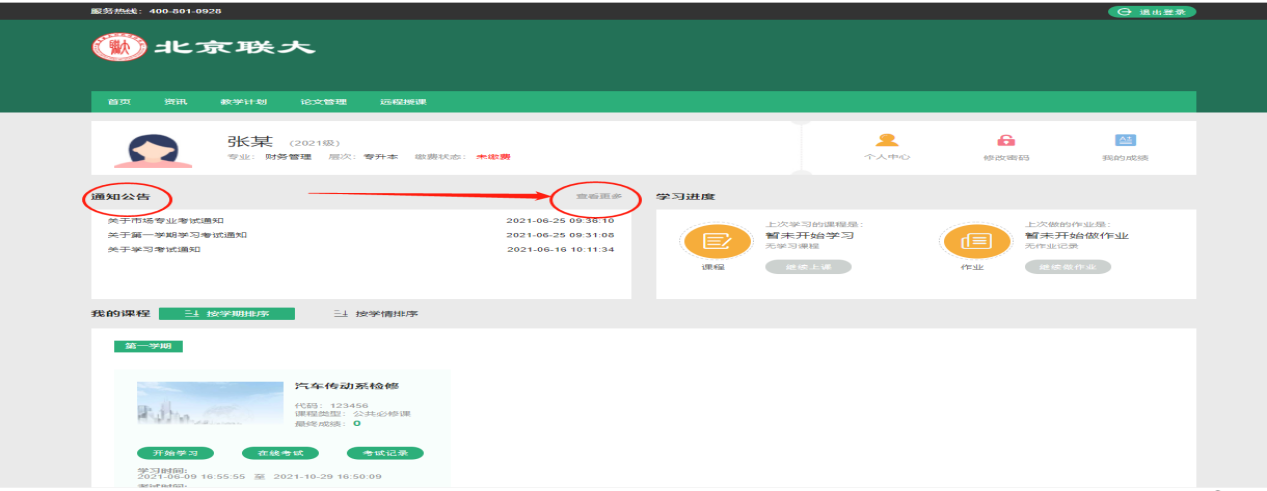 服务热线：400-801-0928
退出登录
北京联大
首页 资讯 教学计划 论文管理 远程授课
张某 (2021级)
专业：财务管理 层次：专升本 缴费状态：未缴费
个人中心 修改密码 我的成绩
通知公告 查看更多 学习进度
关于市场专业考试通知 2021-06-25 09:36:10
关于第一学期学习考试通知 2021-06-25 09:31:08
关于学习考试通知 2021-06-16 10:11:34
上次学习的课程是：
暂未开始学习
无学习课程
课程 继续上课
上次做的作业是：
暂未开始做作业
无作业记录
作业 继续做作业
我的课程 按学期排序 按学情排序
第一学期
汽车传动系检修
代码：123456
课程类型：公共必修课
最终成绩：0
开始学习 在线考试 考试记录
学习时间：
2021-06-09 16:55:55 至 2021-10-29 16:50:09
考试时间：